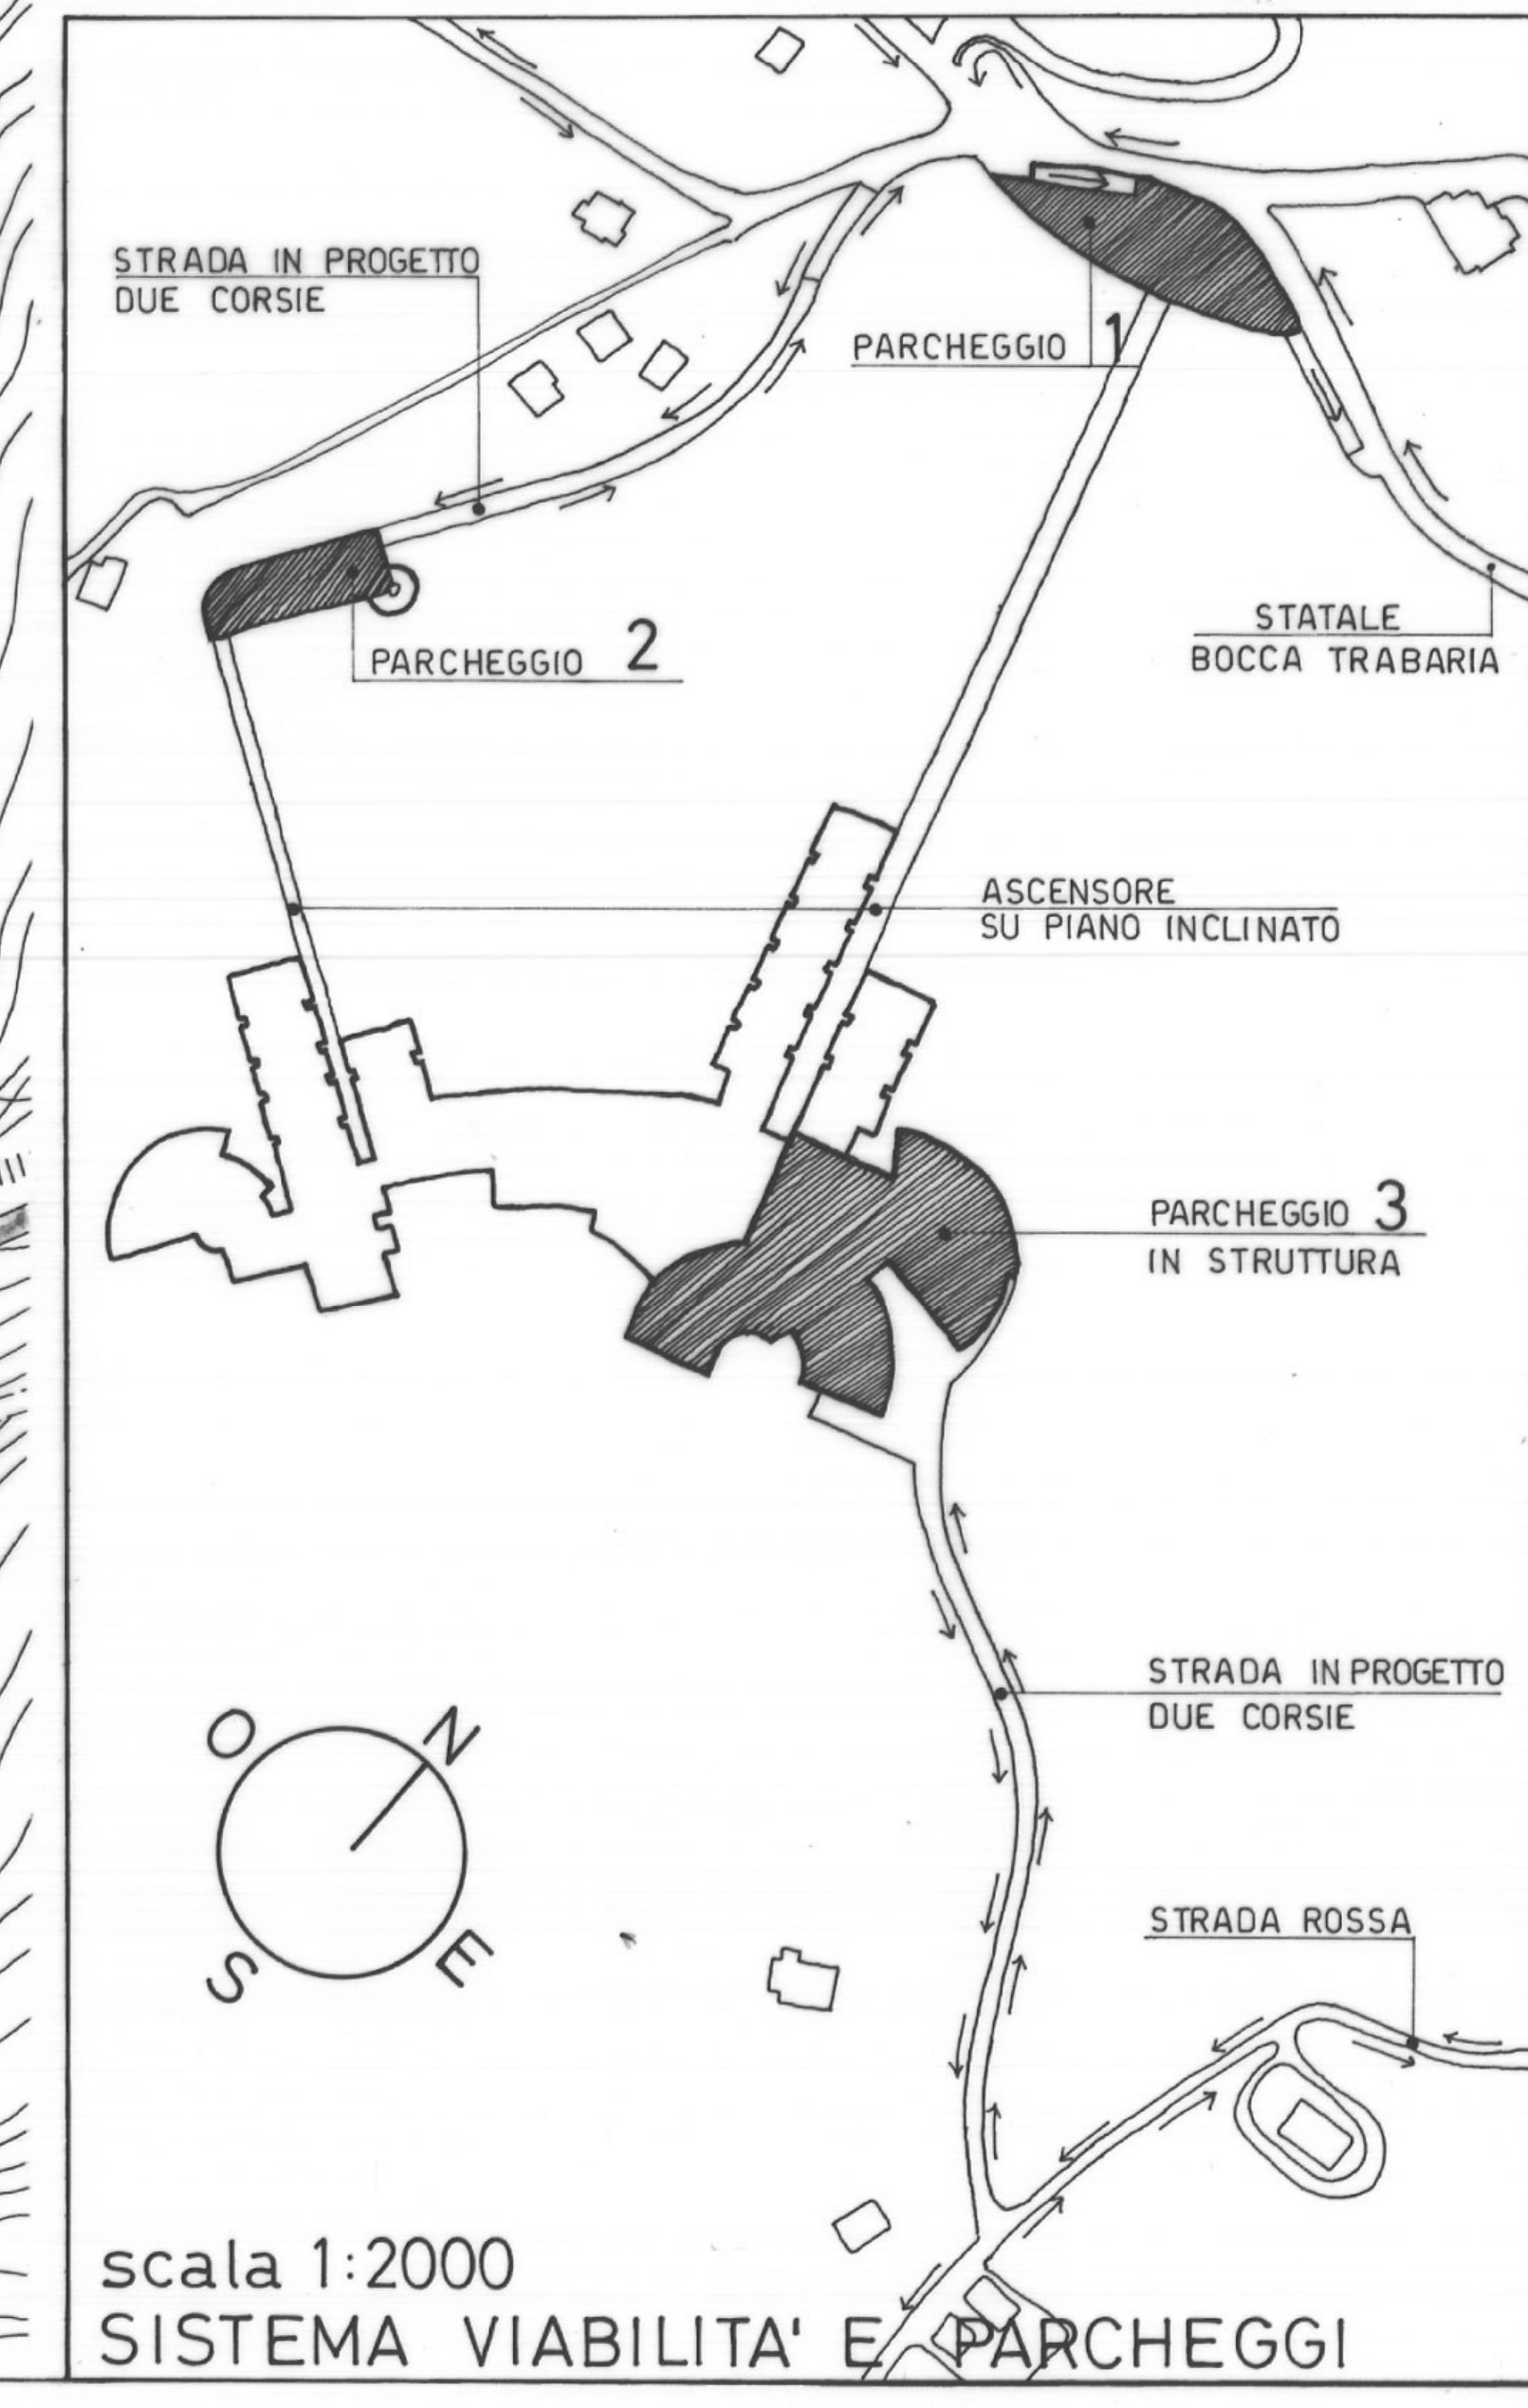 STRADA IN PROGETTO
DUE CORSIE
PARCHEGGIO 1
STATALE
BOCCA TRABARIA
PARCHEGGIO 2
ASCENSORE
SU PIANO INCLINATO
PARCHEGGIO 3
IN STRUTTURA
STRADA IN PROGETTO
DUE CORSIE
O N
S E
STRADA ROSSA
scala 1:2000
SISTEMA VIABILITA' E PARCHEGGI